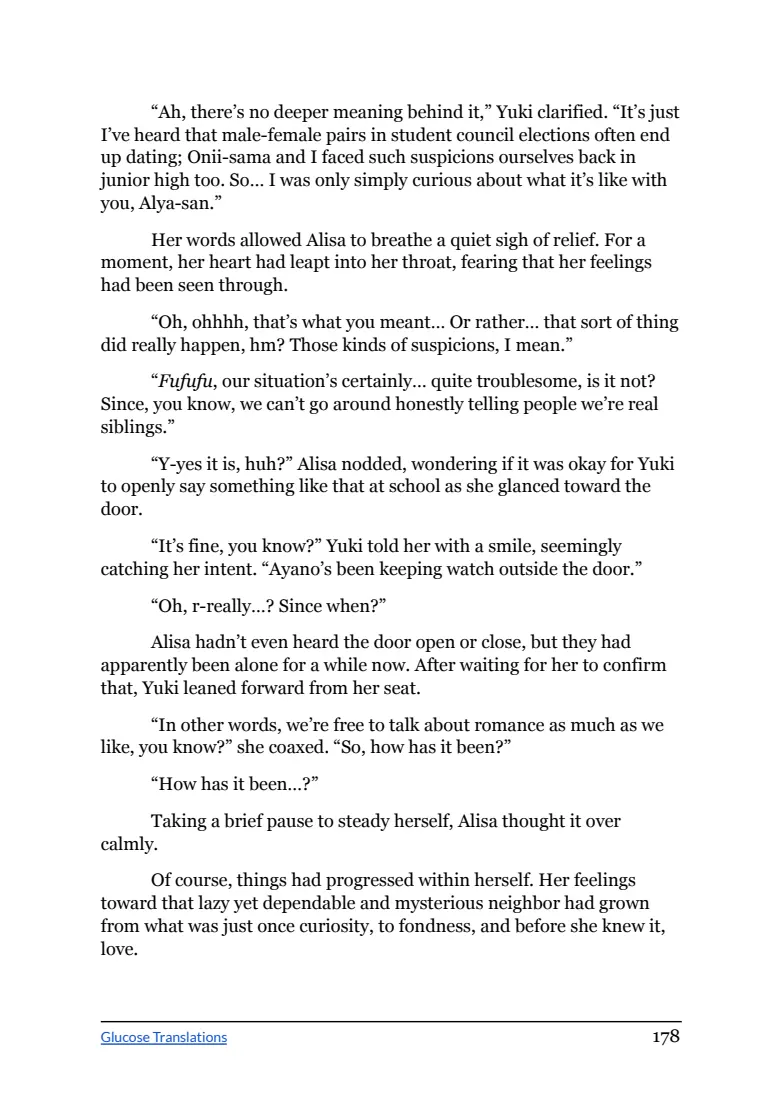 “Ah, there’s no deeper meaning behind it,” Yuki clarified. “It’s just
I’ve heard that male-female pairs in student council elections often end
up dating; Onii-sama and I faced such suspicions ourselves back in
junior high too. So… I was only simply curious about what it’s like with
you, Alya-san.”
Her words allowed Alisa to breathe a quiet sigh of relief. For a
moment, her heart had leapt into her throat, fearing that her feelings
had been seen through.
“Oh, ohhhh, that’s what you meant… Or rather… that sort of thing
did really happen, hm? Those kinds of suspicions, I mean.”
“Fufufu, our situation’s certainly… quite troublesome, is it not?
Since, you know, we can’t go around honestly telling people we’re real
siblings.”
“Y-yes it is, huh?” Alisa nodded, wondering if it was okay for Yuki
to openly say something like that at school as she glanced toward the
door.
“It’s fine, you know?” Yuki told her with a smile, seemingly
catching her intent. “Ayano’s been keeping watch outside the door.”
“Oh, r-really…? Since when?”
Alisa hadn’t even heard the door open or close, but they had
apparently been alone for a while now. After waiting for her to confirm
that, Yuki leaned forward from her seat.
“In other words, we’re free to talk about romance as much as we
like, you know?” she coaxed. “So, how has it been?”
“How has it been…?”
Taking a brief pause to steady herself, Alisa thought it over
calmly.
Of course, things had progressed within herself. Her feelings
toward that lazy yet dependable and mysterious neighbor had grown
from what was just once curiosity, to fondness, and before she knew it,
love.
Glucose Translations 178